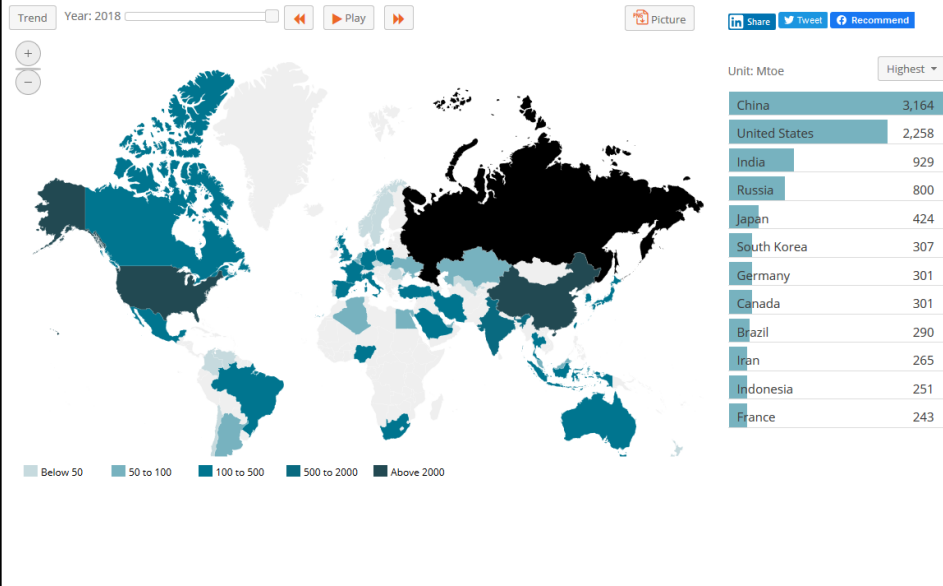 Trend Year: 2018 Play PNG Picture in Share Tweet Recommend
+
−
Unit: Mtoe Highest
China 3,164
United States 2,258
India 929
Russia 800
Japan 424
South Korea 307
Germany 301
Canada 301
Brazil 290
Iran 265
Indonesia 251
France 243
Below 50 50 to 100 100 to 500 500 to 2000 Above 2000